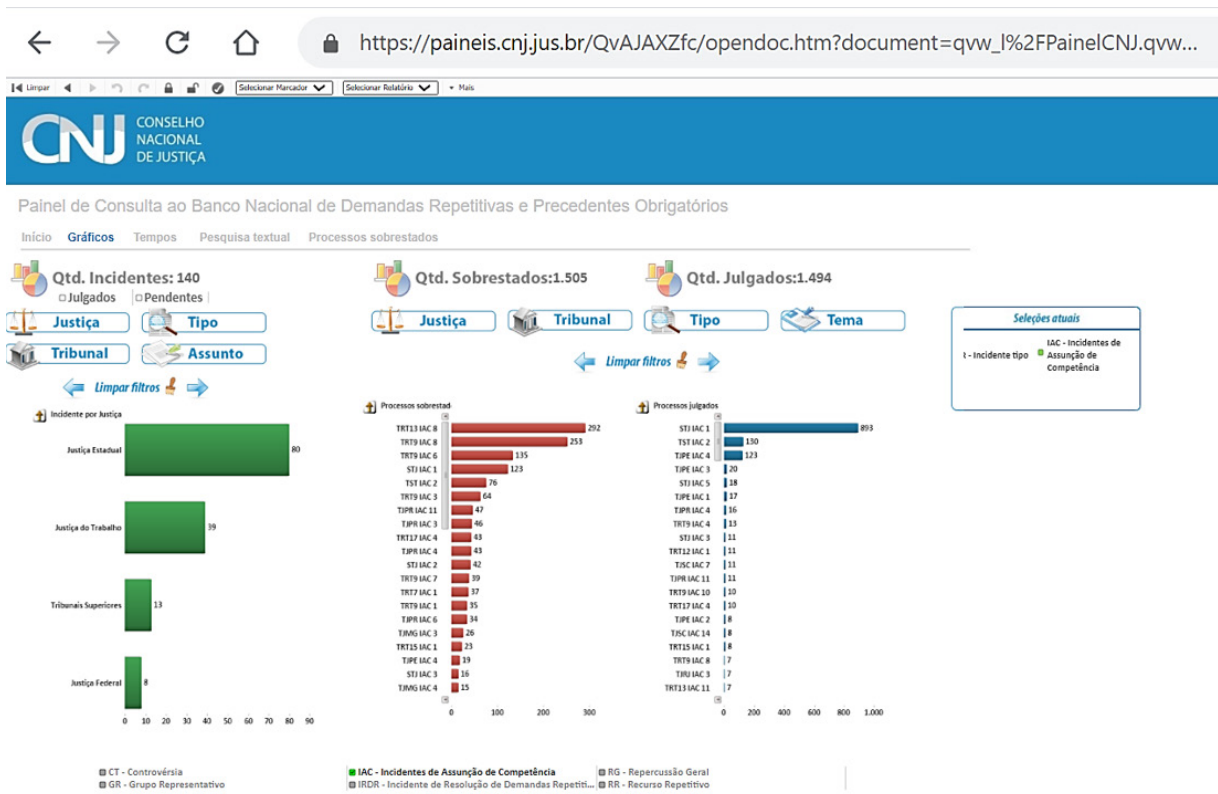 https://paineis.cnj.jus.br/QvAJAXZfc/opendoc.htm?document=qvw_l%2FPainelCNJ.qvw...
Limpar Selecionar Marcador Selecionar Relatório Mais
CNJ
CONSELHO
NACIONAL
DE JUSTIÇA
Painel de Consulta ao Banco Nacional de Demandas Repetitivas e Precedentes Obrigatórios
Início Gráficos Tempos Pesquisa textual Processos sobrestados
Qtd. Incidentes: 140
Julgados Pendentes
Justiça Tipo
Tribunal Assunto
Limpar filtros
Qtd. Sobrestados:1.505
Qtd. Julgados:1.494
Justiça Tribunal Tipo Tema
Limpar filtros
Seleções atuais
- Incidente tipo
IAC - Incidentes de
Assunção de
Competência
Incidente por Justiça
Justiça Estadual 80
Justiça do Trabalho 39
Tribunais Superiores 13
Justiça Federal 8
0 10 20 30 40 50 60 70 80 90
Processos sobrestad
TRT13 IAC 8 292
TRT9 IAC 8 253
TRT9 IAC 6 135
STJ IAC 1 123
TST IAC 2 76
TRT9 IAC 3 64
TJPR IAC 11 47
TJPR IAC 3 46
TRT17 IAC 4 43
TJPR IAC 4 43
STJ IAC 2 42
TRT9 IAC 7 39
TRT7 IAC 1 37
TRT9 IAC 1 35
TJPR IAC 6 34
TJMG IAC 3 26
TRT15 IAC 1 23
TJPE IAC 4 19
STJ IAC 3 16
TJMG IAC 4 15
0 100 200 300
Processos julgados
STJ IAC 1 893
TST IAC 2 130
TJPE IAC 4 123
TJPE IAC 3 20
STJ IAC 5 18
TJPE IAC 1 17
TJPR IAC 4 16
TRT9 IAC 4 13
STJ IAC 3 11
TRT12 IAC 1 11
TJSC IAC 7 11
TJPR IAC 11 11
TRT9 IAC 10 10
TRT17 IAC 4 10
TJPE IAC 2 8
TJSC IAC 14 8
TRT15 IAC 1 8
TRT9 IAC 8 7
TJRJ IAC 3 7
TRT13 IAC 11 7
0 200 400 600 800 1.000
CT - Controvérsia
GR - Grupo Representativo
IAC - Incidentes de Assunção de Competência
IRDR - Incidente de Resolução de Demandas Repetiti...
RG - Repercussão Geral
RR - Recurso Repetitivo